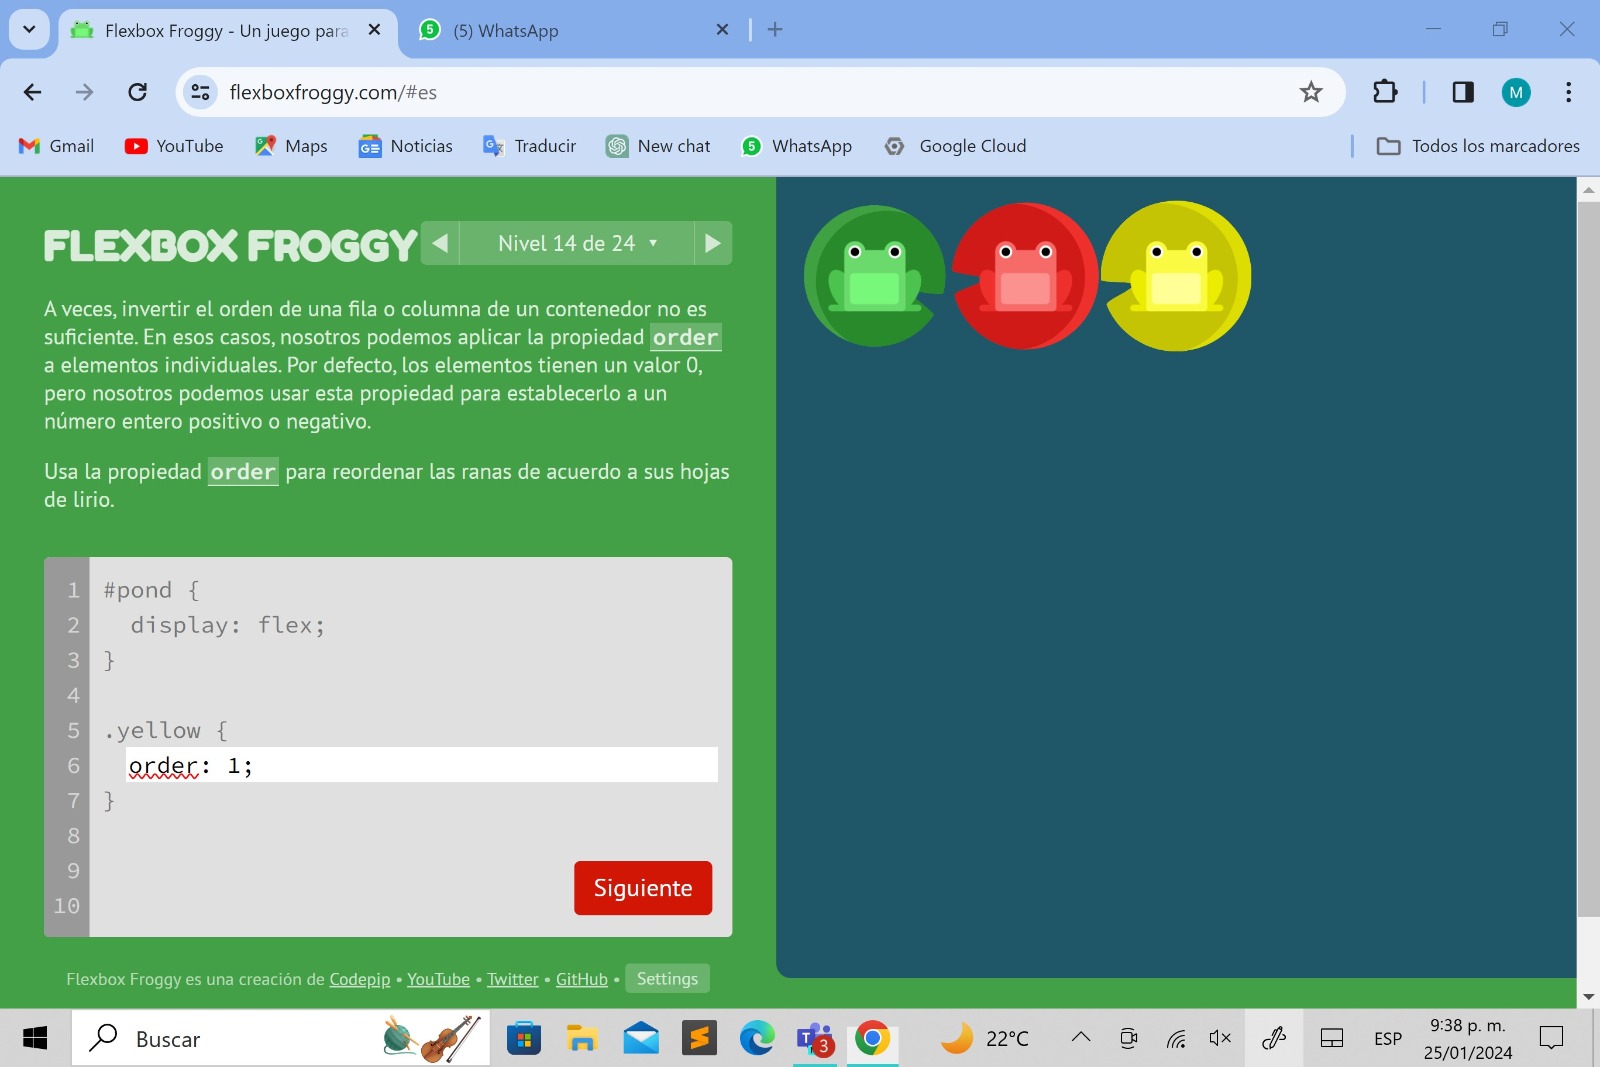 Flexbox Froggy - Un juego para
5 (5) WhatsApp
flexboxfroggy.com/#es
M
Gmail YouTube Maps Noticias Traducir New chat 5 WhatsApp Google Cloud Todos los marcadores
FLEXBOX FROGGY
Nivel 14 de 24
A veces, invertir el orden de una fila o columna de un contenedor no es
suficiente. En esos casos, nosotros podemos aplicar la propiedad order
a elementos individuales. Por defecto, los elementos tienen un valor 0,
pero nosotros podemos usar esta propiedad para establecerlo a un
número entero positivo o negativo.
Usa la propiedad order para reordenar las ranas de acuerdo a sus hojas
de lirio.
1 #pond {
2 display: flex;
3 }
4
5 .yellow {
6 order: 1;
7 }
8
9
10
Siguiente
Flexbox Froggy es una creación de Codepip • YouTube • Twitter • GitHub • Settings
Buscar
3
22°C
ESP
9:38 p. m.
25/01/2024